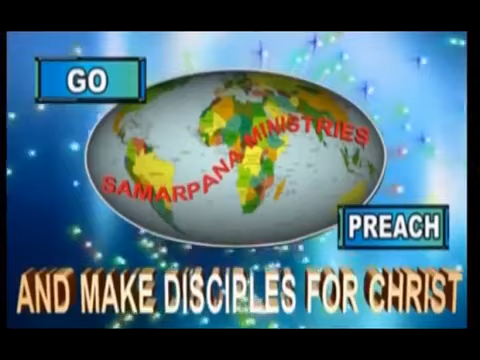 GO
SAMARPANA MINISTRIES
PREACH
AND MAKE DISCIPLES FOR CHRIST